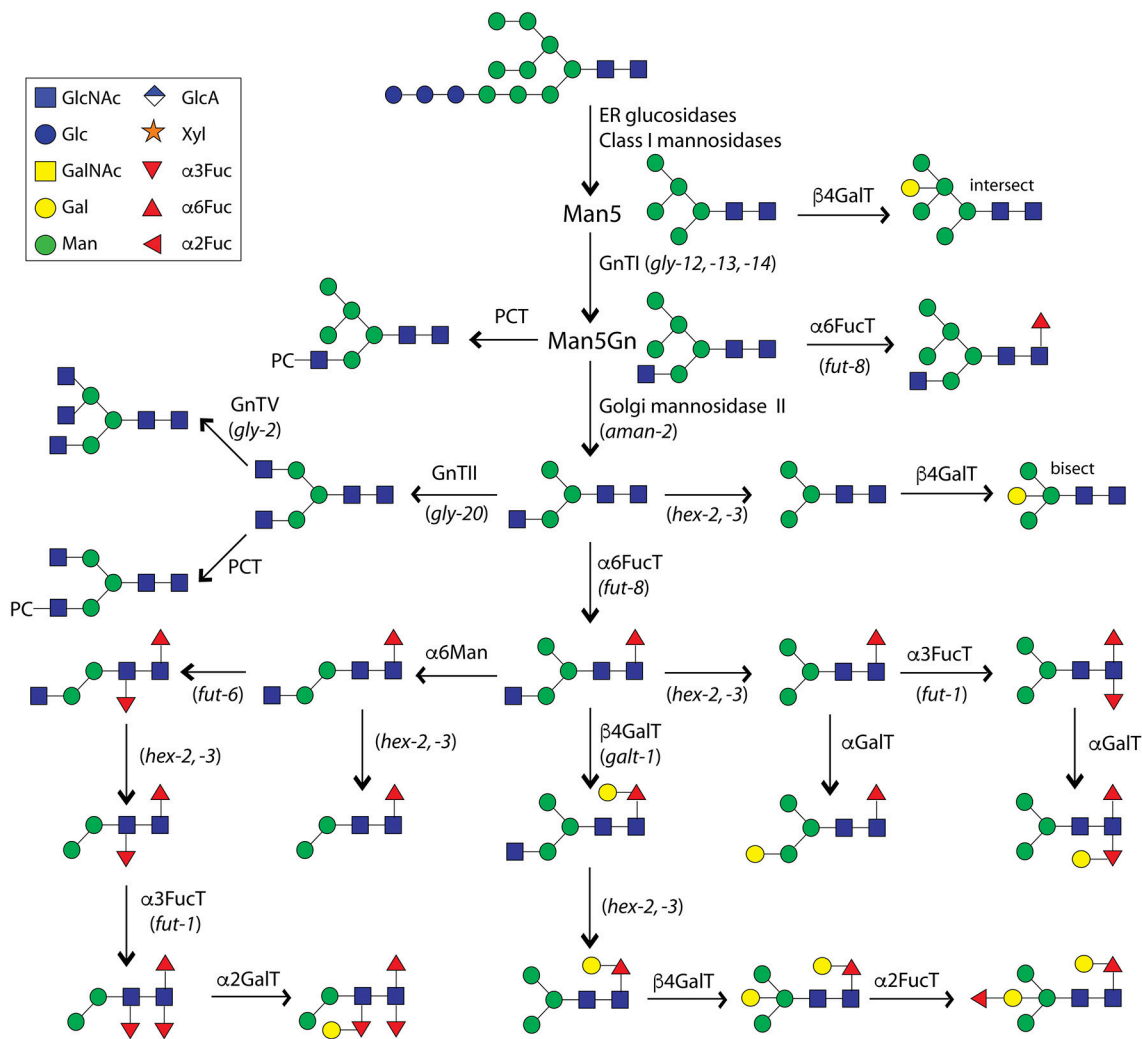 GlcNAc
GlcA
Glc
Xyl
GalNAc
α3Fuc
Gal
α6Fuc
Man
α2Fuc
ER glucosidases
Class I mannosidases
Man5
β4GalT
intersect
GnTI (gly-12, -13, -14)
PC
PCT
Man5Gn
α6FucT
(fut-8)
Golgi mannosidase II
(aman-2)
GnTV
(gly-2)
GnTII
(gly-20)
(hex-2, -3)
β4GalT
bisect
PCT
PC
α6FucT
(fut-8)
(fut-6)
α6Man
(hex-2, -3)
α3FucT
(fut-1)
(hex-2, -3)
(hex-2, -3)
β4GalT
(galt-1)
αGalT
αGalT
α3FucT
(fut-1)
(hex-2, -3)
α2GalT
β4GalT
α2FucT